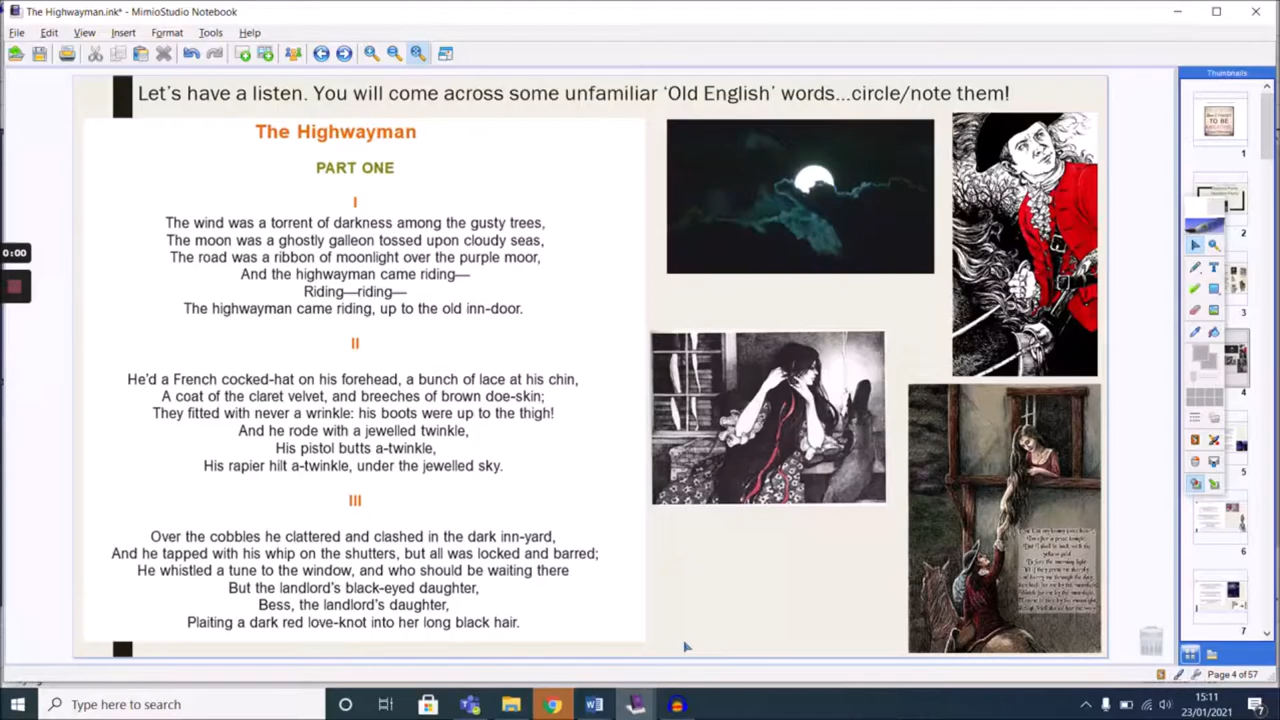 The Highwayman.ink* - MimioStudio Notebook
File Edit View Insert Format Tools Help
Let's have a listen. You will come across some unfamiliar 'Old English' words...circle/note them!
The Highwayman
PART ONE
I
The wind was a torrent of darkness among the gusty trees,
The moon was a ghostly galleon tossed upon cloudy seas,
The road was a ribbon of moonlight over the purple moor,
And the highwayman came riding—
Riding—riding—
The highwayman came riding, up to the old inn-door.
II
He'd a French cocked-hat on his forehead, a bunch of lace at his chin,
A coat of the claret velvet, and breeches of brown doe-skin;
They fitted with never a wrinkle: his boots were up to the thigh!
And he rode with a jewelled twinkle,
His pistol butts a-twinkle,
His rapier hilt a-twinkle, under the jewelled sky.
III
Over the cobbles he clattered and clashed in the dark inn-yard,
And he tapped with his whip on the shutters, but all was locked and barred;
He whistled a tune to the window, and who should be waiting there
But the landlord's black-eyed daughter,
Bess, the landlord's daughter,
Plaiting a dark red love-knot into her long black hair.
0:00
Thumbnails
TO BE
1
2
3
4
5
6
7
Page 4 of 57
Type here to search
15:11
23/01/2021
7